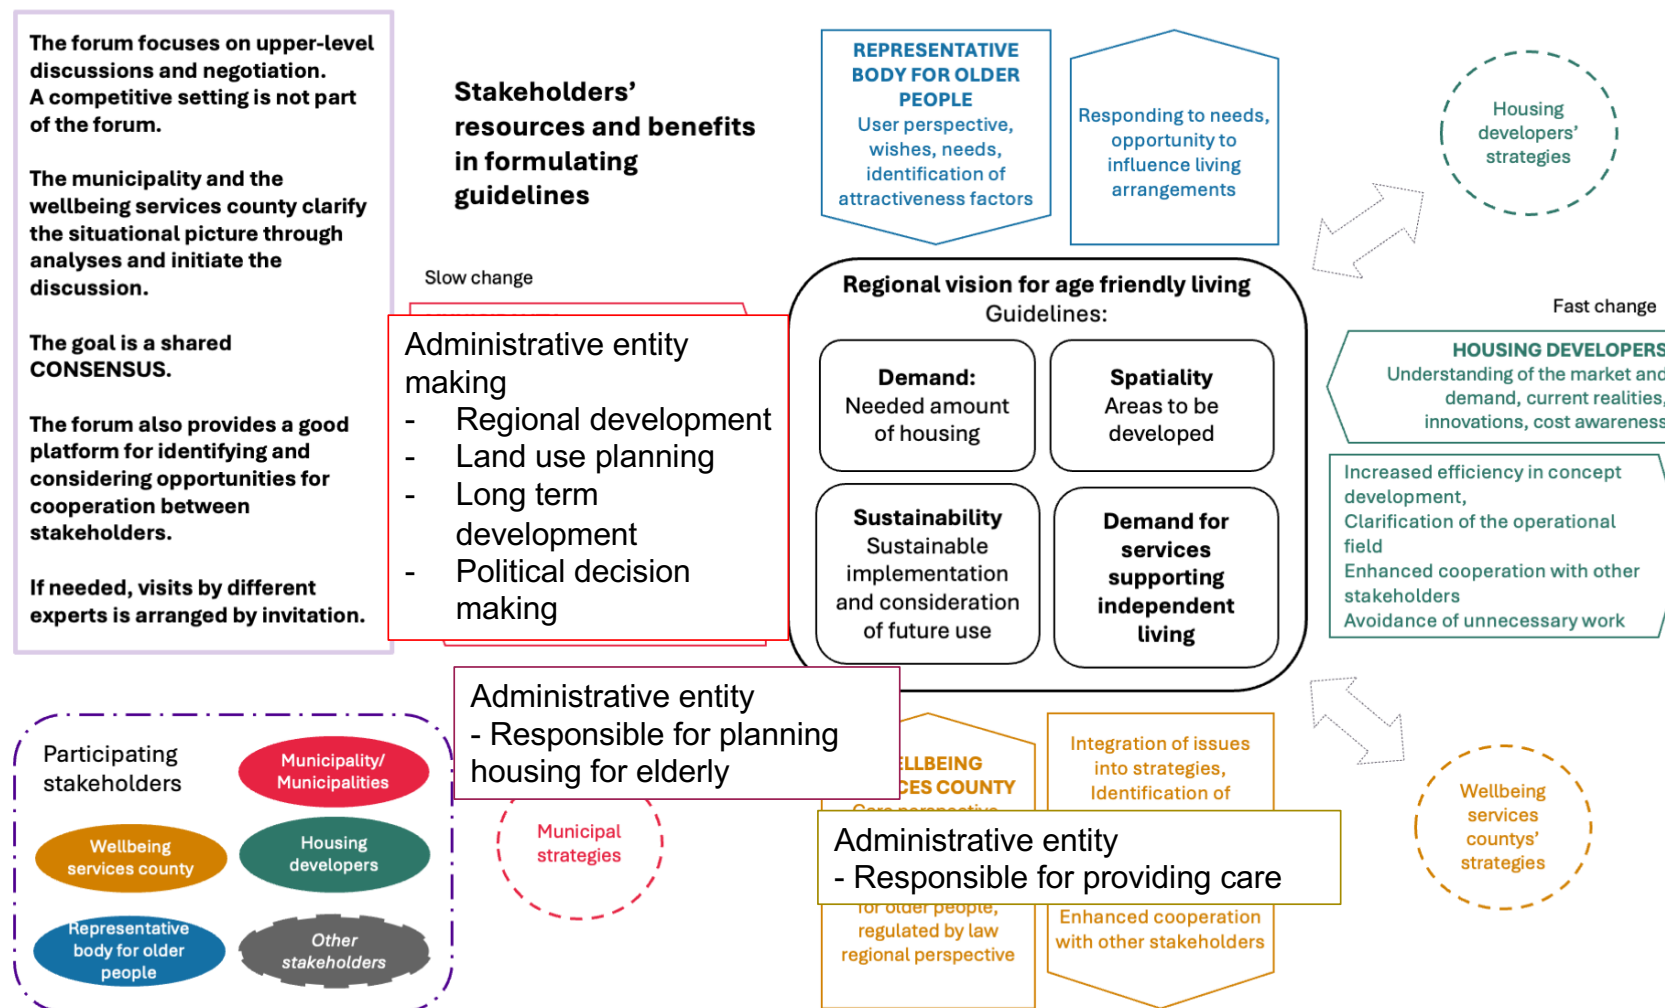 The forum focuses on upper-level
discussions and negotiation.
A competitive setting is not part
of the forum.
The municipality and the
wellbeing services county clarify
the situational picture through
analyses and initiate the
discussion.
The goal is a shared
CONSENSUS.
The forum also provides a good
platform for identifying and
considering opportunities for
cooperation between
stakeholders.
If needed, visits by different
experts is arranged by invitation.
Stakeholders’
resources and benefits
in formulating
guidelines
REPRESENTATIVE
BODY FOR OLDER
PEOPLE
User perspective,
wishes, needs,
identification of
attractiveness factors
Responding to needs,
opportunity to
influence living
arrangements
Housing
developers’
strategies
Slow change
Administrative entity
making
- Regional development
- Land use planning
- Long term
development
- Political decision
making
Regional vision for age friendly living
Guidelines:
Demand:
Needed amount
of housing
Spatiality
Areas to be
developed
Sustainability
Sustainable
implementation
and consideration
of future use
Demand for
services
supporting
independent
living
Fast change
HOUSING DEVELOPERS
Understanding of the market and
demand, current realities,
innovations, cost awareness
Increased efficiency in concept
development,
Clarification of the operational
field
Enhanced cooperation with other
stakeholders
Avoidance of unnecessary work
Administrative entity
- Responsible for planning
housing for elderly
Participating
stakeholders
Municipality/
Municipalities
Wellbeing
services county
Housing
developers
Representative
body for older
people
Other
stakeholders
Municipal
strategies
ELLBEING
CES COUNTY
Integration of issues
into strategies,
Identification of
Administrative entity
- Responsible for providing care
for older people,
regulated by law
regional perspective
Enhanced cooperation
with other stakeholders
Wellbeing
services
countys’
strategies